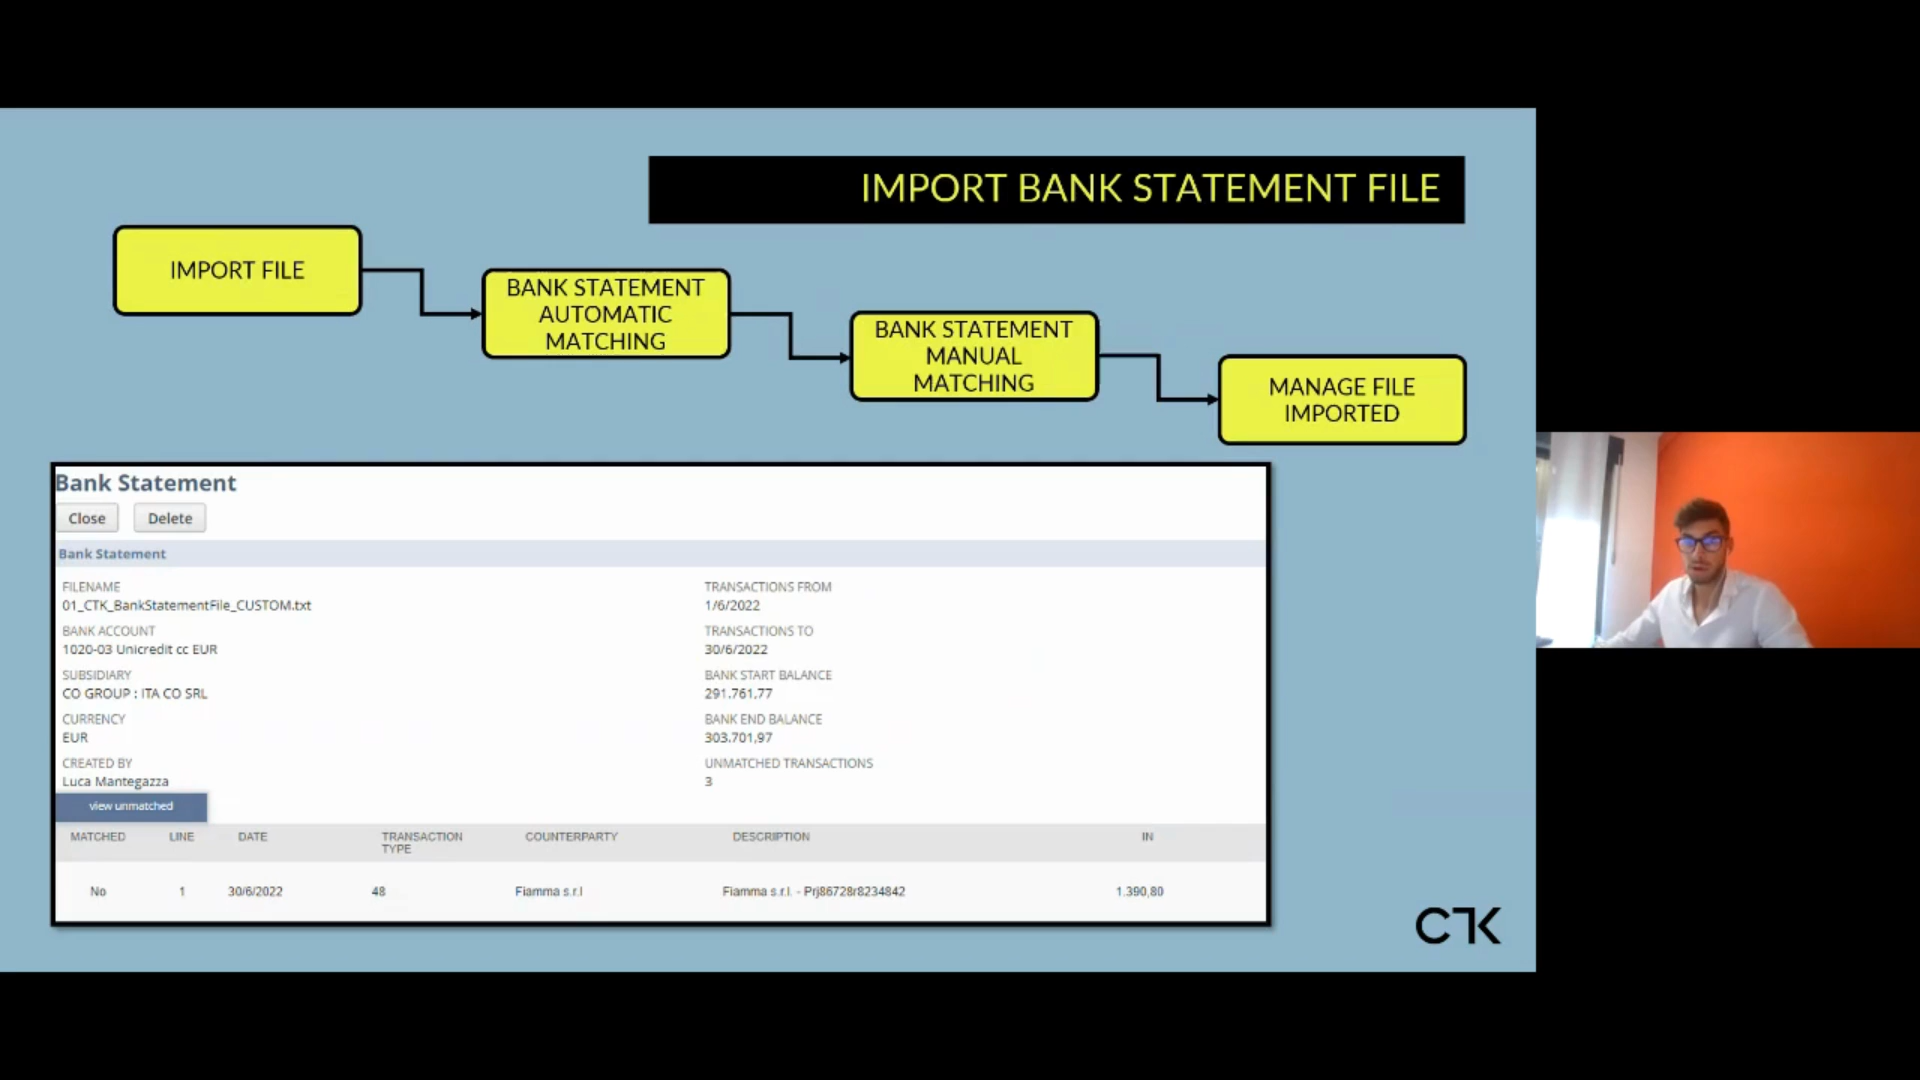 IMPORT BANK STATEMENT FILE
IMPORT FILE
BANK STATEMENT
AUTOMATIC
MATCHING
BANK STATEMENT
MANUAL
MATCHING
MANAGE FILE
IMPORTED
Bank Statement
Close Delete
Bank Statement
FILENAME
01_CTK_BankStatementFile_CUSTOM.txt
BANK ACCOUNT
1020-03 Unicredit cc EUR
SUBSIDIARY
CO GROUP : ITA CO SRL
CURRENCY
EUR
CREATED BY
Luca Mantegazza
TRANSACTIONS FROM
1/6/2022
TRANSACTIONS TO
30/6/2022
BANK START BALANCE
291.761,77
BANK END BALANCE
303.701,97
UNMATCHED TRANSACTIONS
3
view unmatched
MATCHED LINE DATE TRANSACTION TYPE COUNTERPARTY DESCRIPTION IN
No 1 30/6/2022 48 Fiamma s.r.l Fiamma s.r.l. - Prj86728r8234842 1.390,80
CTK